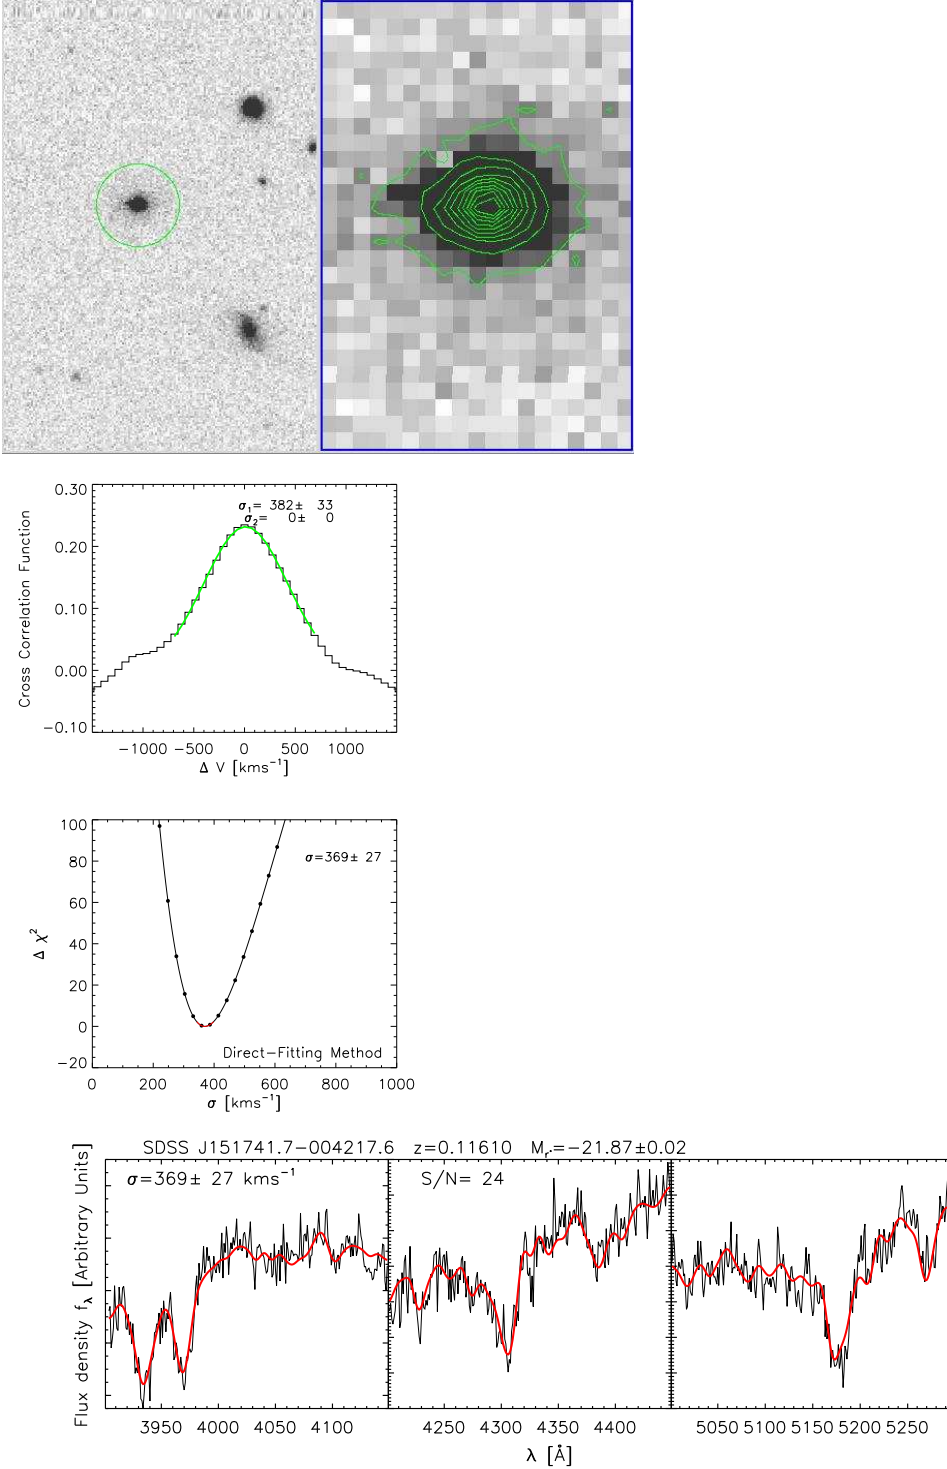 0.30
0.20
0.10
0.00
−0.10
Cross Correlation Function
σ₁= 382± 33
σ₂= 0± 0
−1000 −500 0 500 1000
Δ V [kms⁻¹]
100
80
60
40
20
0
−20
Δ χ²
σ=369± 27
Direct−Fitting Method
0 200 400 600 800 1000
σ [kms⁻¹]
SDSS J151741.7−004217.6 z=0.11610 Mᵣ.=−21.87±0.02
σ=369± 27 kms⁻¹ S/N= 24
Flux density f_λ [Arbitrary Units]
3950 4000 4050 4100 4250 4300 4350 4400 5050 5100 5150 5200 5250
λ [Å]